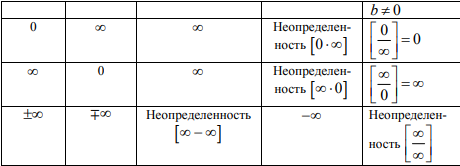 b ≠ 0
0 ∞ ∞ Неопределен-
ность [0·∞] [0/∞] = 0
∞ 0 ∞ Неопределен-
ность [∞·0] [∞/0] = ∞
±∞ ∓∞ Неопределенность
[∞ − ∞] −∞ Неопределен-
ность [∞/∞]